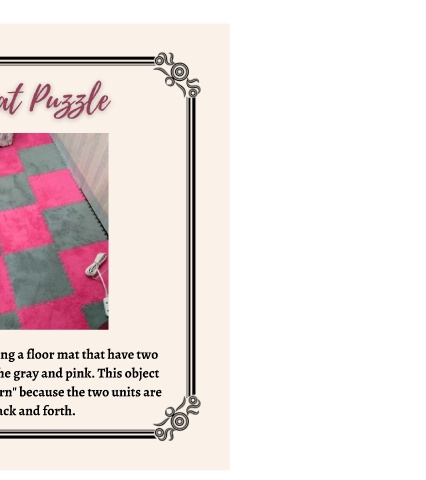 at Puzzle
ng a floor mat that have two
he gray and pink. This object
rn" because the two units are
ack and forth.